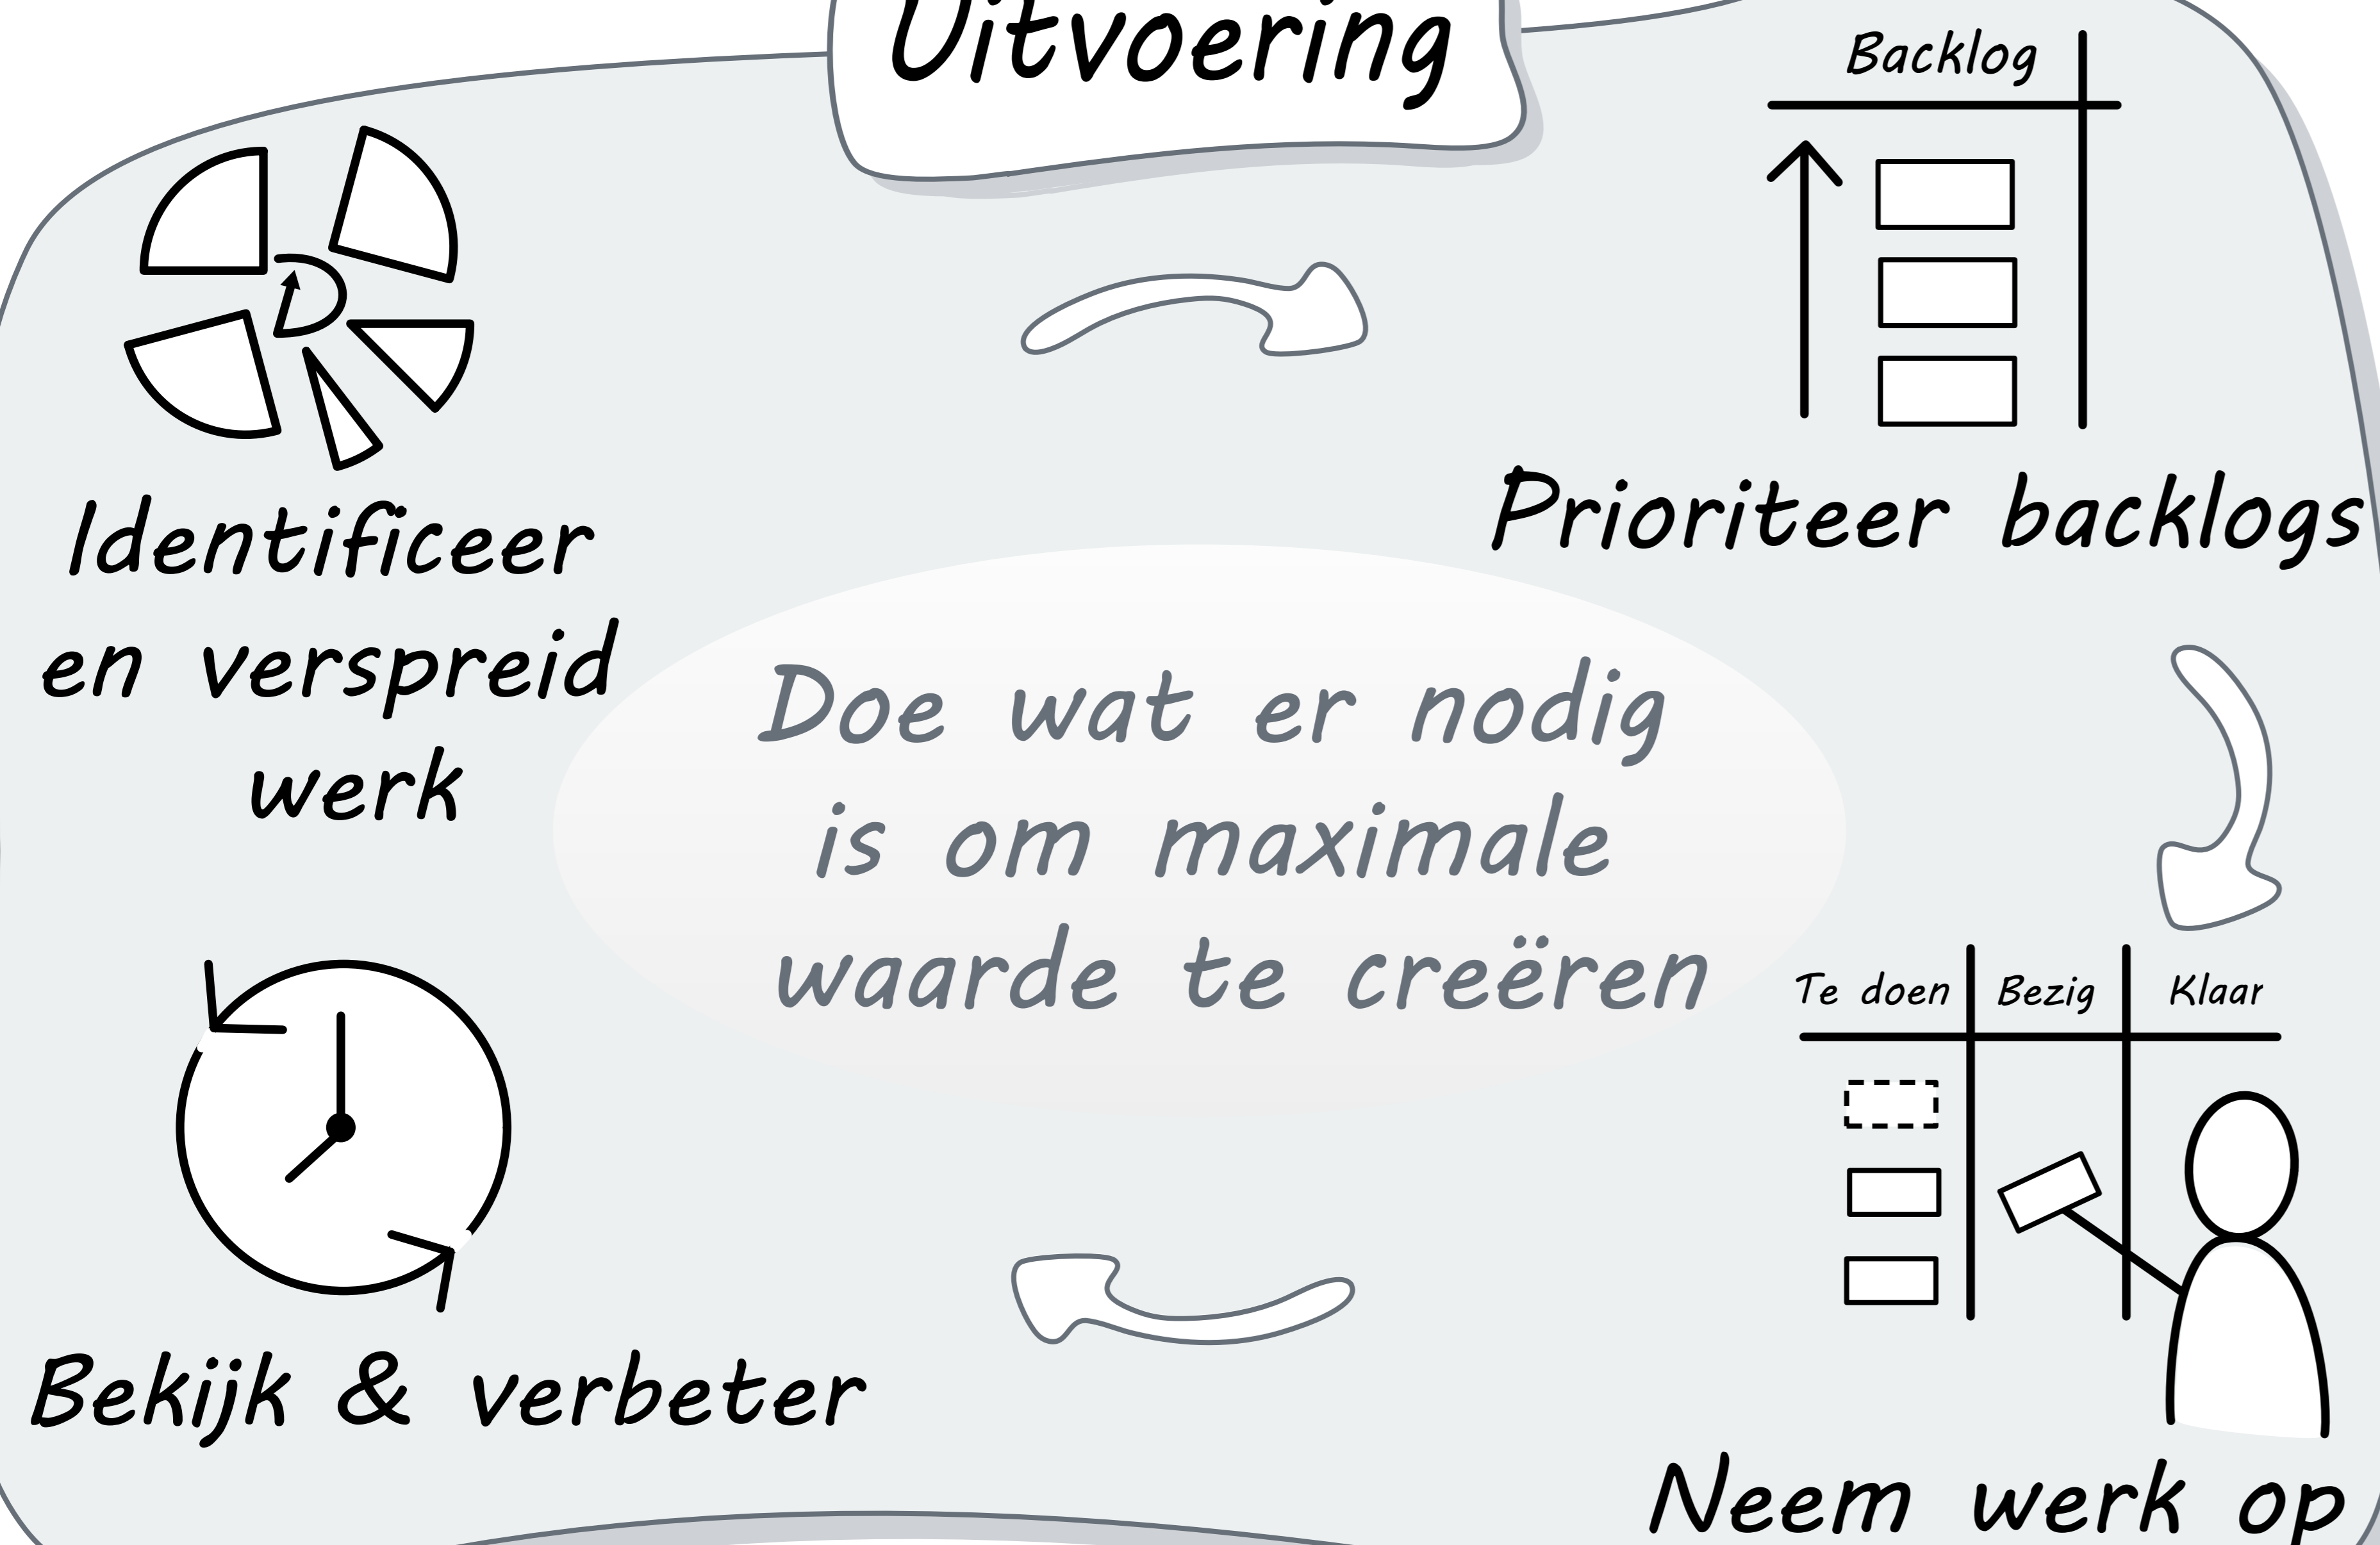 Uitvoering
Backlog
Identificeer
en verspreid
werk
Prioriteer backlogs
Doe wat er nodig
is om maximale
waarde te creëren
Te doen Bezig Klaar
Bekijk & verbeter
Neem werk op